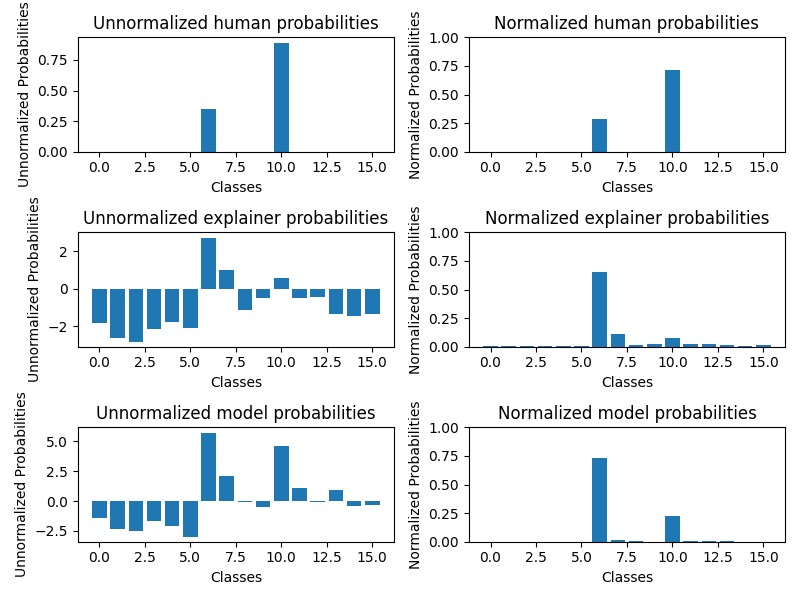 Unnormalized human probabilities
Unnormalized Probabilities
0.75
0.50
0.25
0.00
0.0 2.5 5.0 7.5 10.0 12.5 15.0
Classes
Normalized human probabilities
Normalized Probabilities
1.00
0.75
0.50
0.25
0.00
0.0 2.5 5.0 7.5 10.0 12.5 15.0
Classes
Unnormalized explainer probabilities
Unnormalized Probabilities
2
0
−2
0.0 2.5 5.0 7.5 10.0 12.5 15.0
Classes
Normalized explainer probabilities
Normalized Probabilities
1.00
0.75
0.50
0.25
0.00
0.0 2.5 5.0 7.5 10.0 12.5 15.0
Classes
Unnormalized model probabilities
Unnormalized Probabilities
5.0
2.5
0.0
−2.5
0.0 2.5 5.0 7.5 10.0 12.5 15.0
Classes
Normalized model probabilities
Normalized Probabilities
1.00
0.75
0.50
0.25
0.00
0.0 2.5 5.0 7.5 10.0 12.5 15.0
Classes